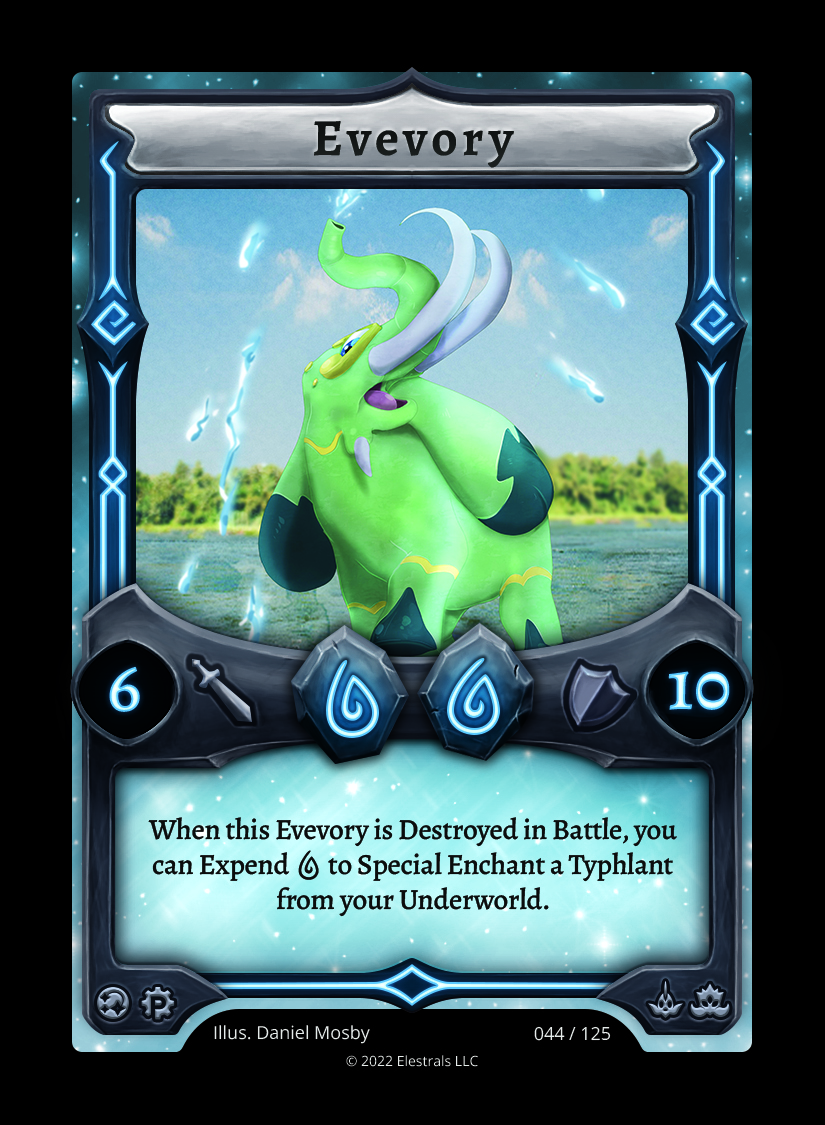 Evevory
6
10
When this Evevory is Destroyed in Battle, you
can Expend to Special Enchant a Typhlant
from your Underworld.
P
Illus. Daniel Mosby
044 / 125
© 2022 Elestrals LLC